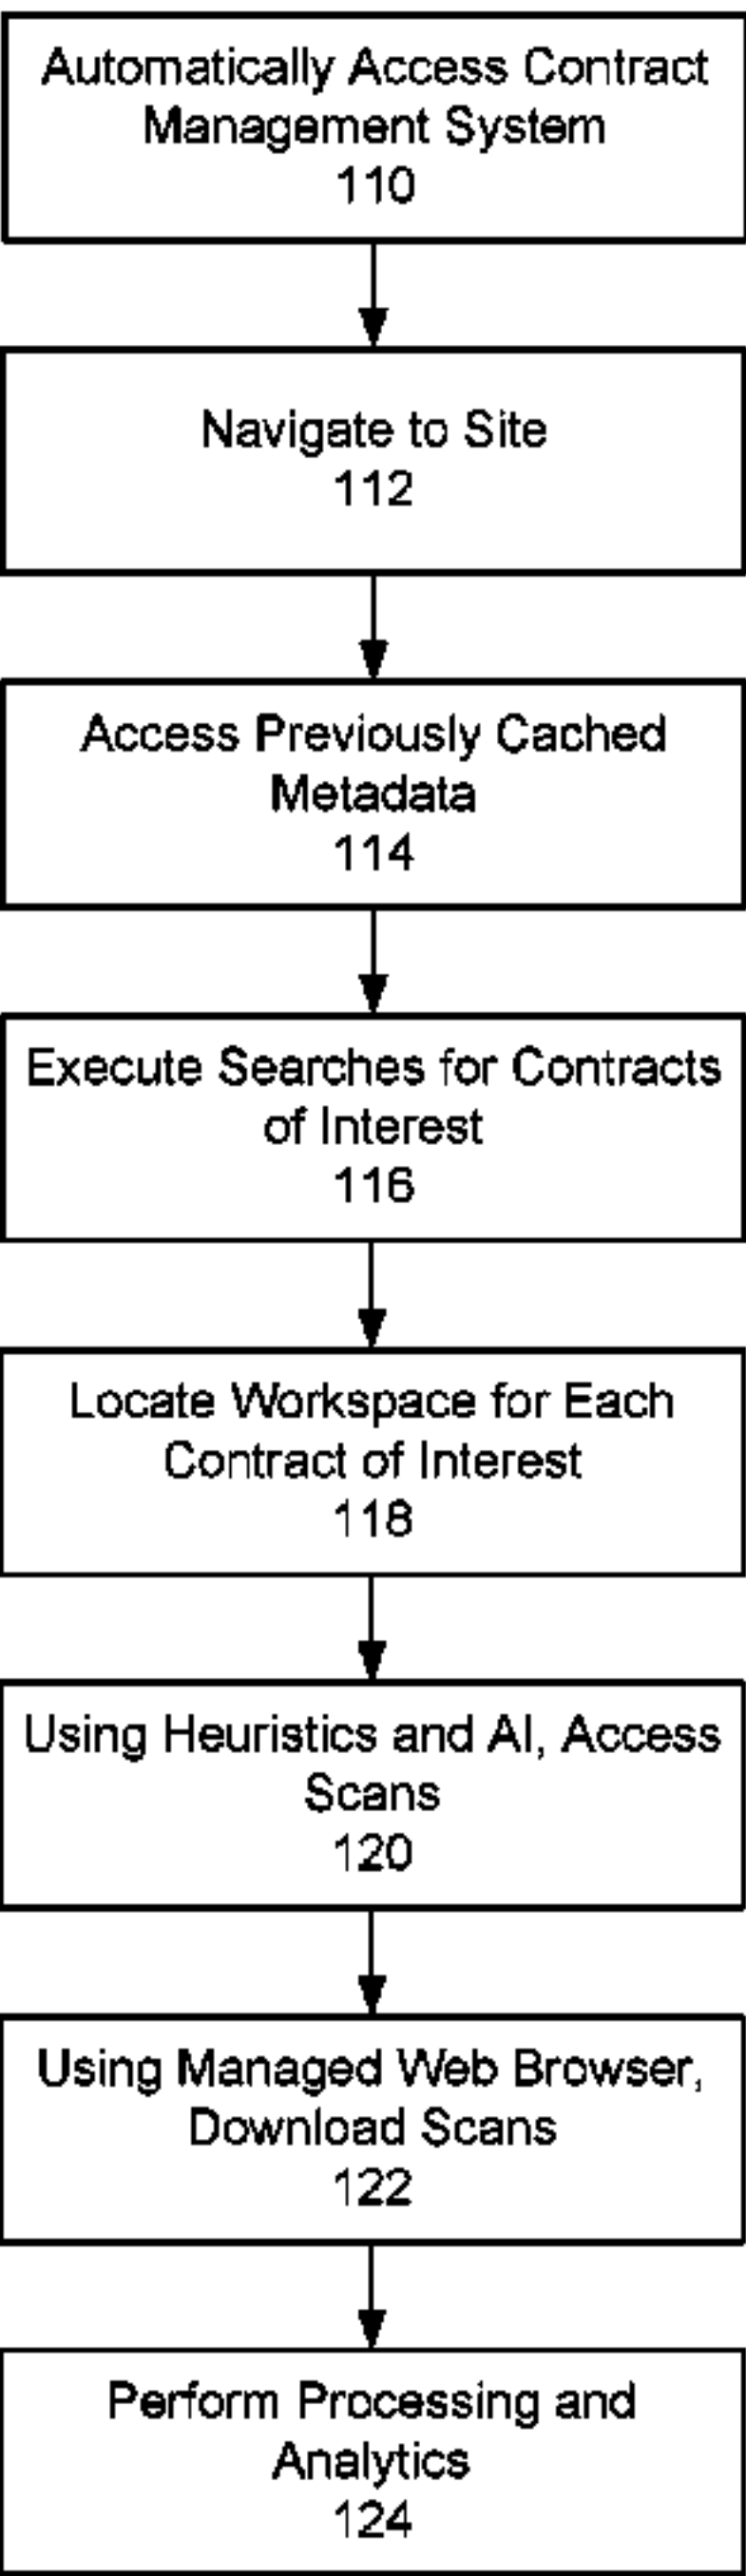 Automatically Access Contract
Management System
110
Navigate to Site
112
Access Previously Cached
Metadata
114
Execute Searches for Contracts
of Interest
116
Locate Workspace for Each
Contract of Interest
118
Using Heuristics and AI, Access
Scans
120
Using Managed Web Browser,
Download Scans
122
Perform Processing and
Analytics
124